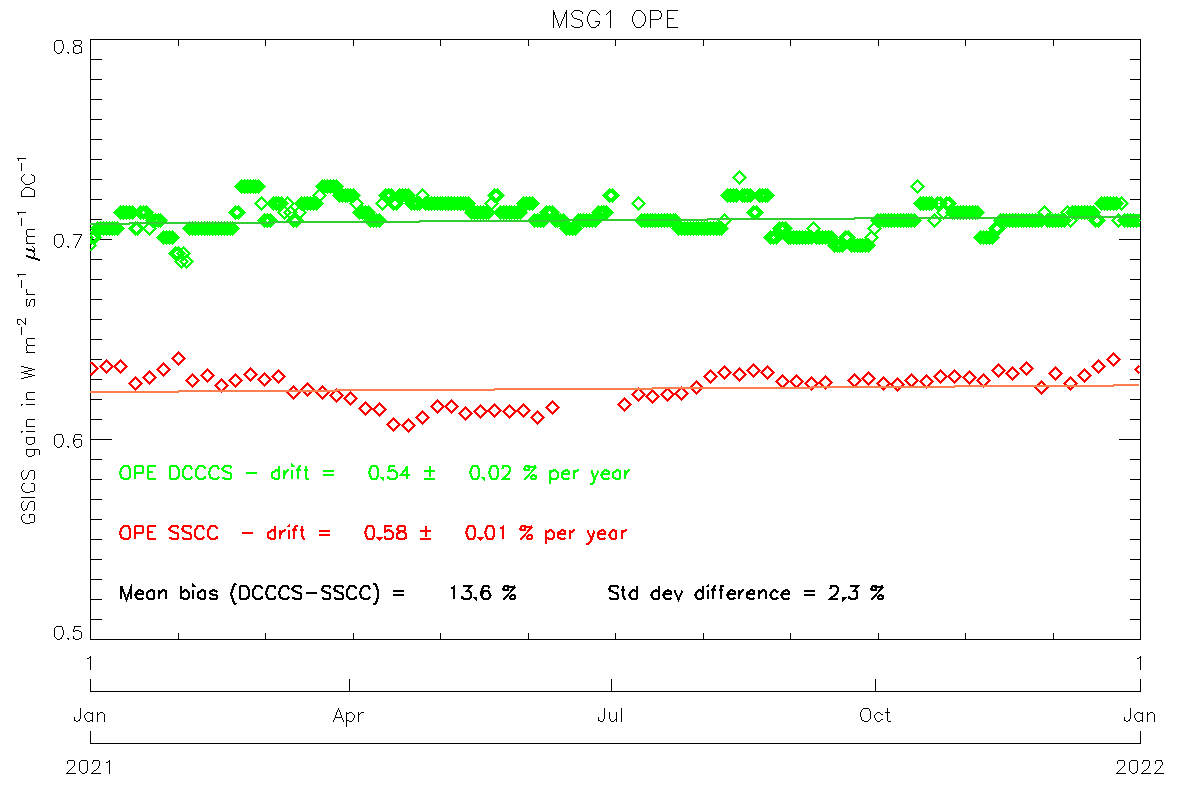 MSG1 OPE
0.8
0.7
0.6
0.5
GSICS gain in W m⁻² sr⁻¹ μm⁻¹ DC⁻¹
OPE DCCCS - drift = 0.54 ± 0.02 % per year
OPE SSCC - drift = 0.58 ± 0.01 % per year
Mean bias (DCCCS-SSCC) = 13.6 % Std dev difference = 2.3 %
1 1
Jan Apr Jul Oct Jan
2021 2022